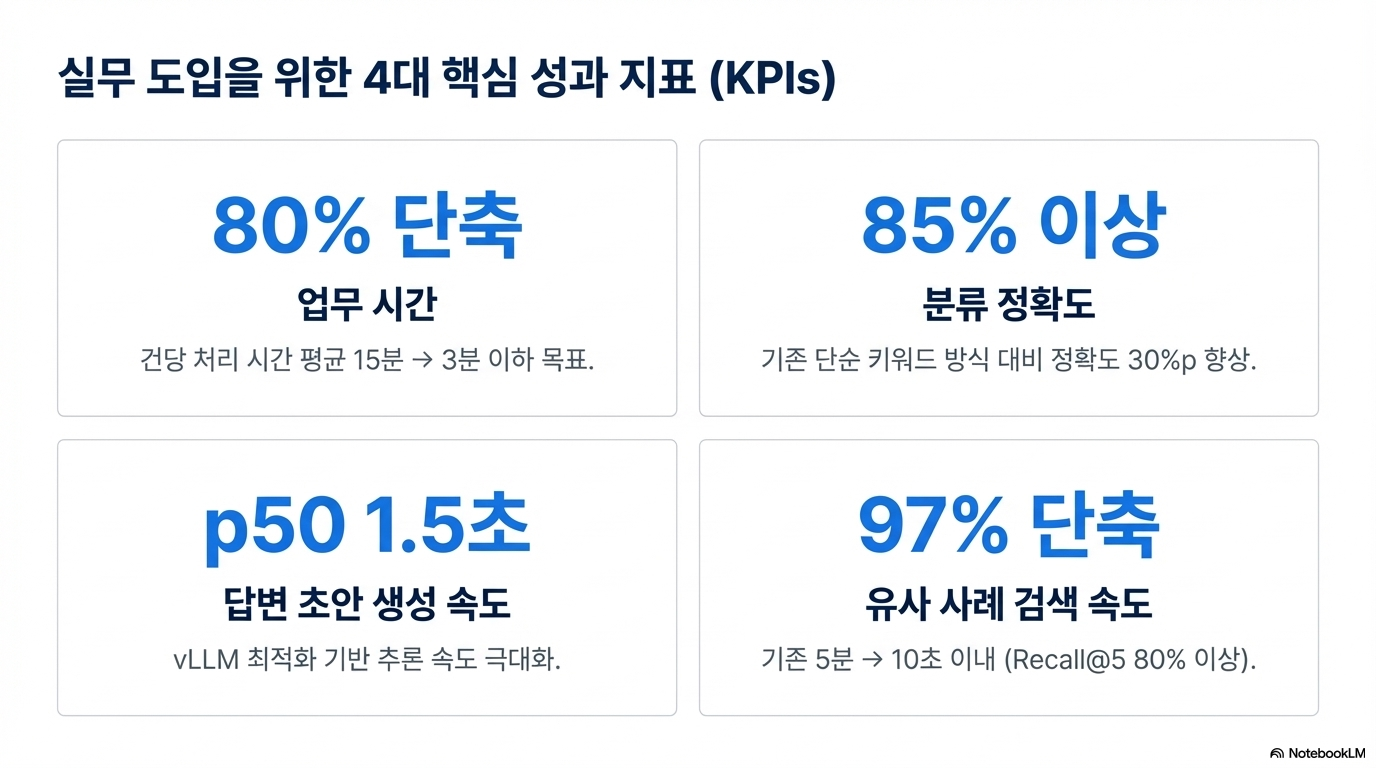 실무 도입을 위한 4대 핵심 성과 지표 (KPIs)
80% 단축
업무 시간
건당 처리 시간 평균 15분 → 3분 이하 목표.
85% 이상
분류 정확도
기존 단순 키워드 방식 대비 정확도 30%p 향상.
p50 1.5초
답변 초안 생성 속도
vLLM 최적화 기반 추론 속도 극대화.
97% 단축
유사 사례 검색 속도
기존 5분 → 10초 이내 (Recall@5 80% 이상).
NotebookLM